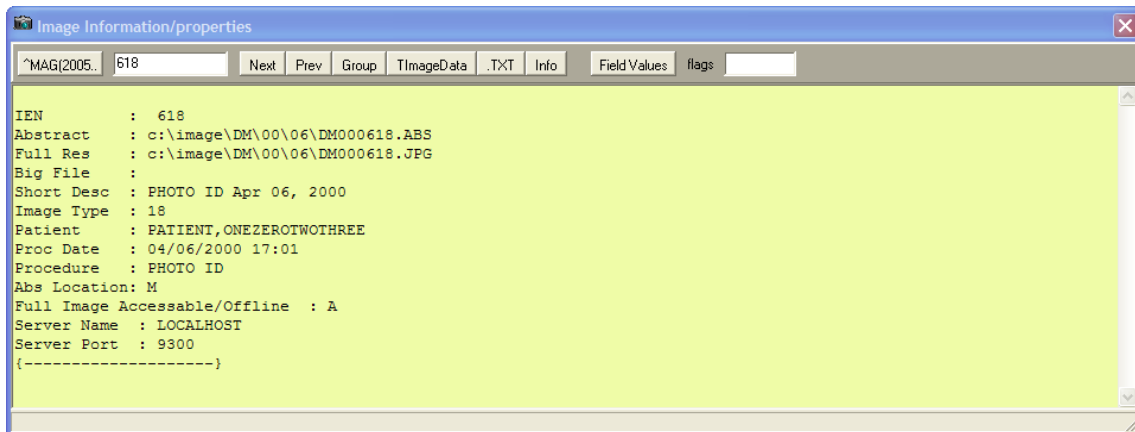 Image Information/properties
^MAG(2005.. 618 Next Prev Group TImageData .TXT Info Field Values flags
IEN : 618
Abstract : c:\image\DM\00\06\DM000618.ABS
Full Res : c:\image\DM\00\06\DM000618.JPG
Big File :
Short Desc : PHOTO ID Apr 06, 2000
Image Type : 18
Patient : PATIENT,ONEZEROTWOTHREE
Proc Date : 04/06/2000 17:01
Procedure : PHOTO ID
Abs Location: M
Full Image Accessable/Offline : A
Server Name : LOCALHOST
Server Port : 9300
{---------------------}